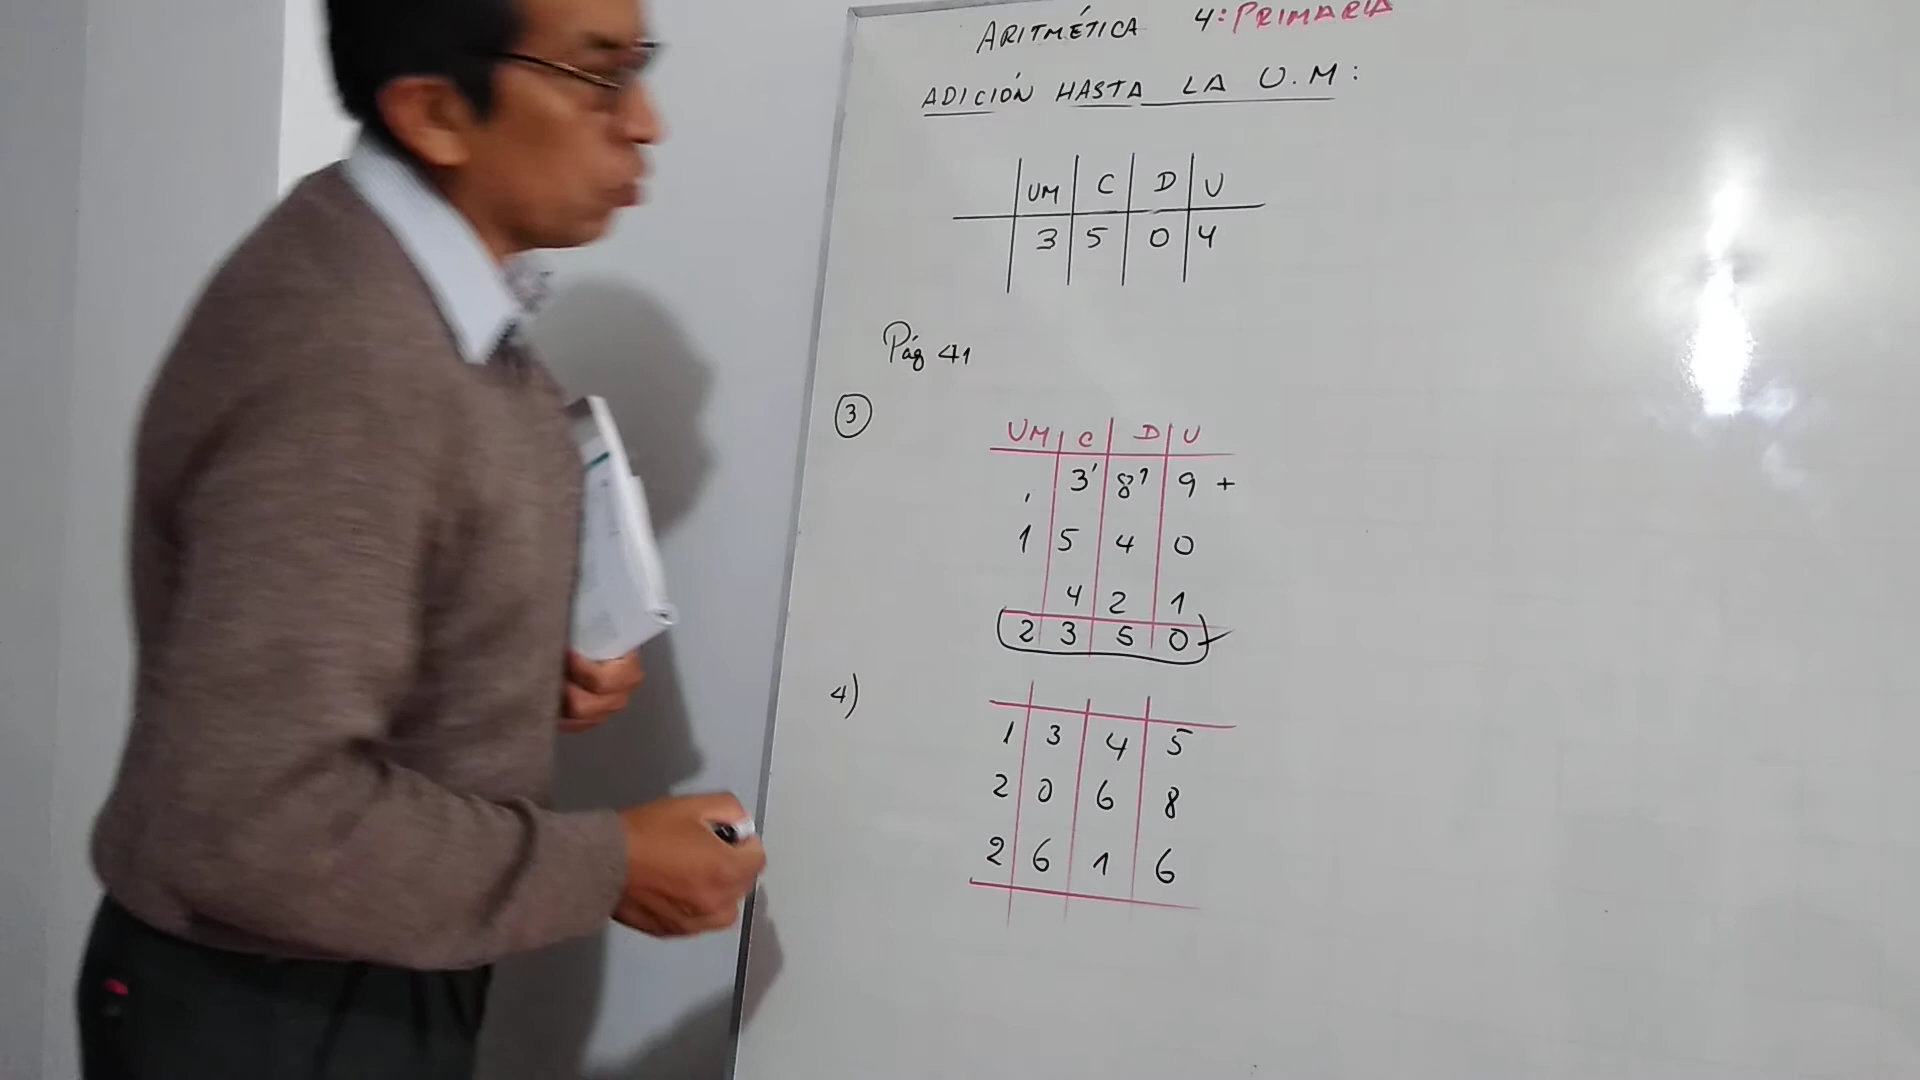 ARITMÉTICA 4: PRIMARIA
ADICIÓN HASTA LA U.M:
UM C D U
3 5 0 4
Pág 41
3
UM C D U
3' 8' 9 +
1 5 4 0
4 2 1
2 3 5 0
4)
1 3 4 5
2 0 6 8
2 6 1 6